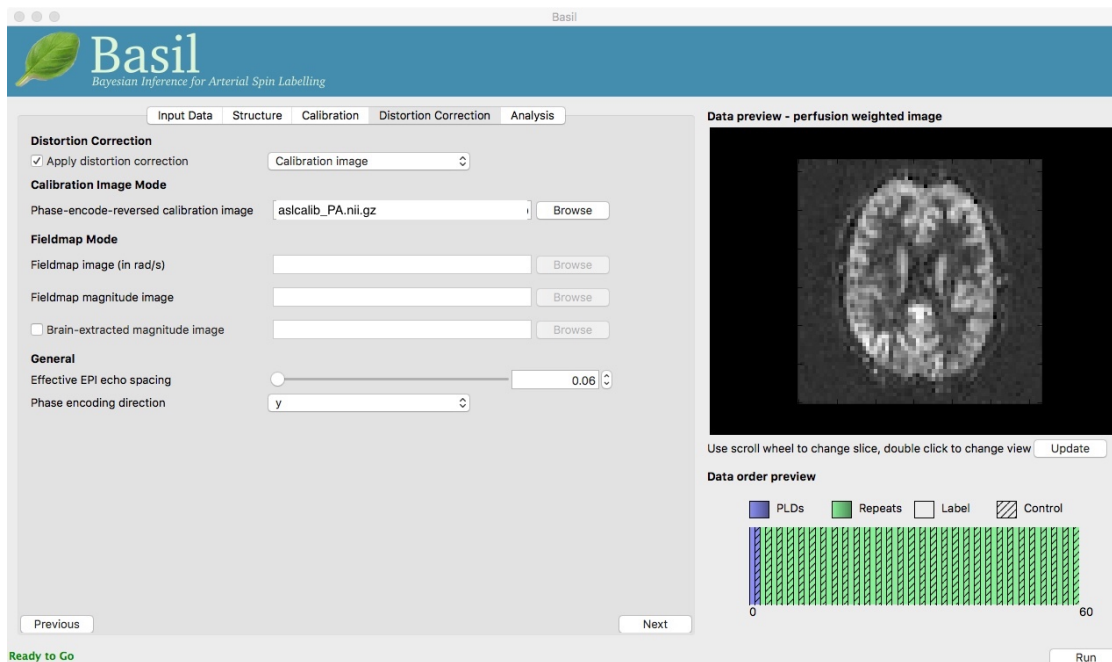 Basil
Basil
Bayesian Inference for Arterial Spin Labelling
Input Data Structure Calibration Distortion Correction Analysis
Distortion Correction
Apply distortion correction Calibration image
Calibration Image Mode
Phase-encode-reversed calibration image aslcalib_PA.nii.gz Browse
Fieldmap Mode
Fieldmap image (in rad/s) Browse
Fieldmap magnitude image Browse
Brain-extracted magnitude image Browse
General
Effective EPI echo spacing 0.06
Phase encoding direction y
Previous Next
Ready to Go
Data preview - perfusion weighted image
Use scroll wheel to change slice, double click to change view Update
Data order preview
PLDs Repeats Label Control
0 60
Run